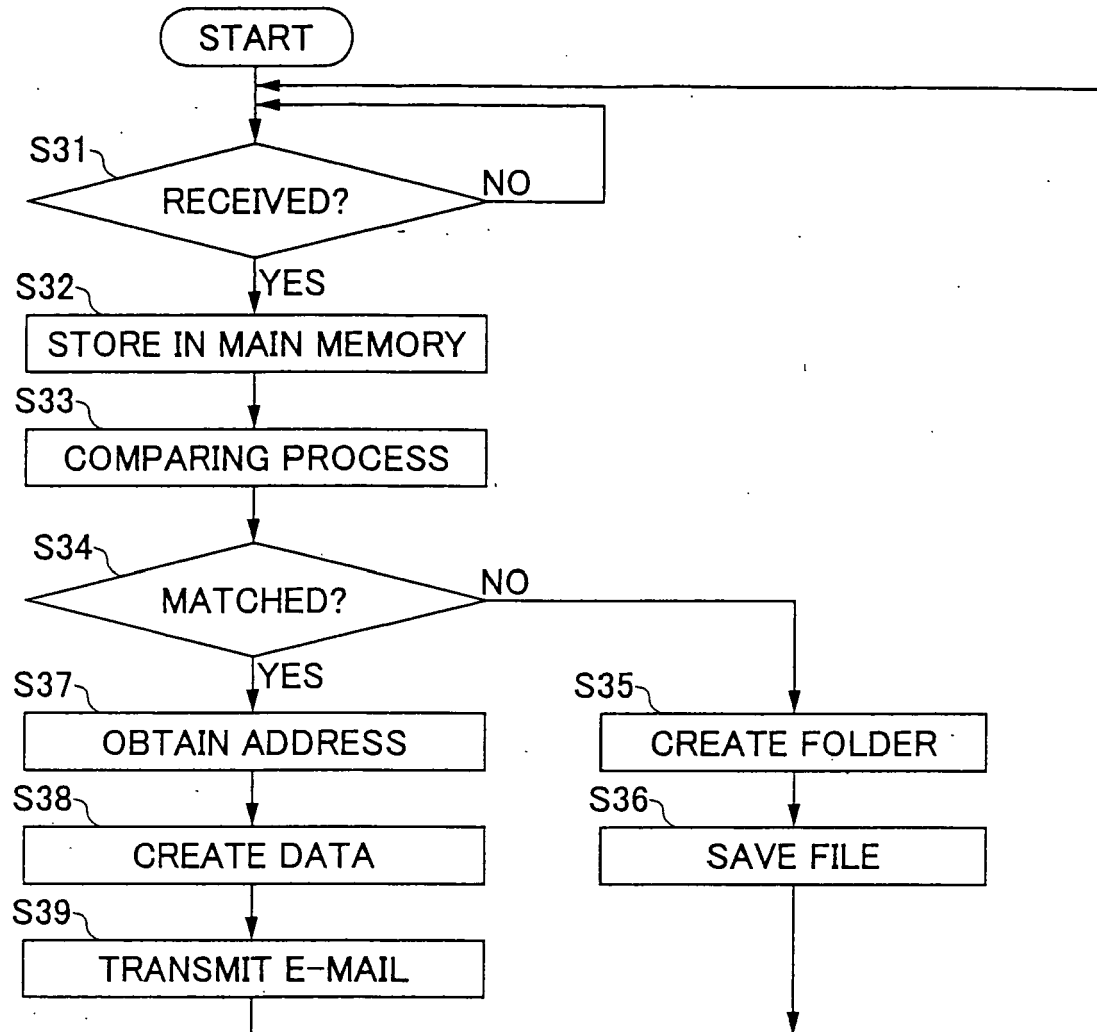 START
S31
RECEIVED?
NO
YES
S32
STORE IN MAIN MEMORY
S33
COMPARING PROCESS
S34
MATCHED?
NO
YES
S37
OBTAIN ADDRESS
S35
CREATE FOLDER
S38
CREATE DATA
S36
SAVE FILE
S39
TRANSMIT E-MAIL